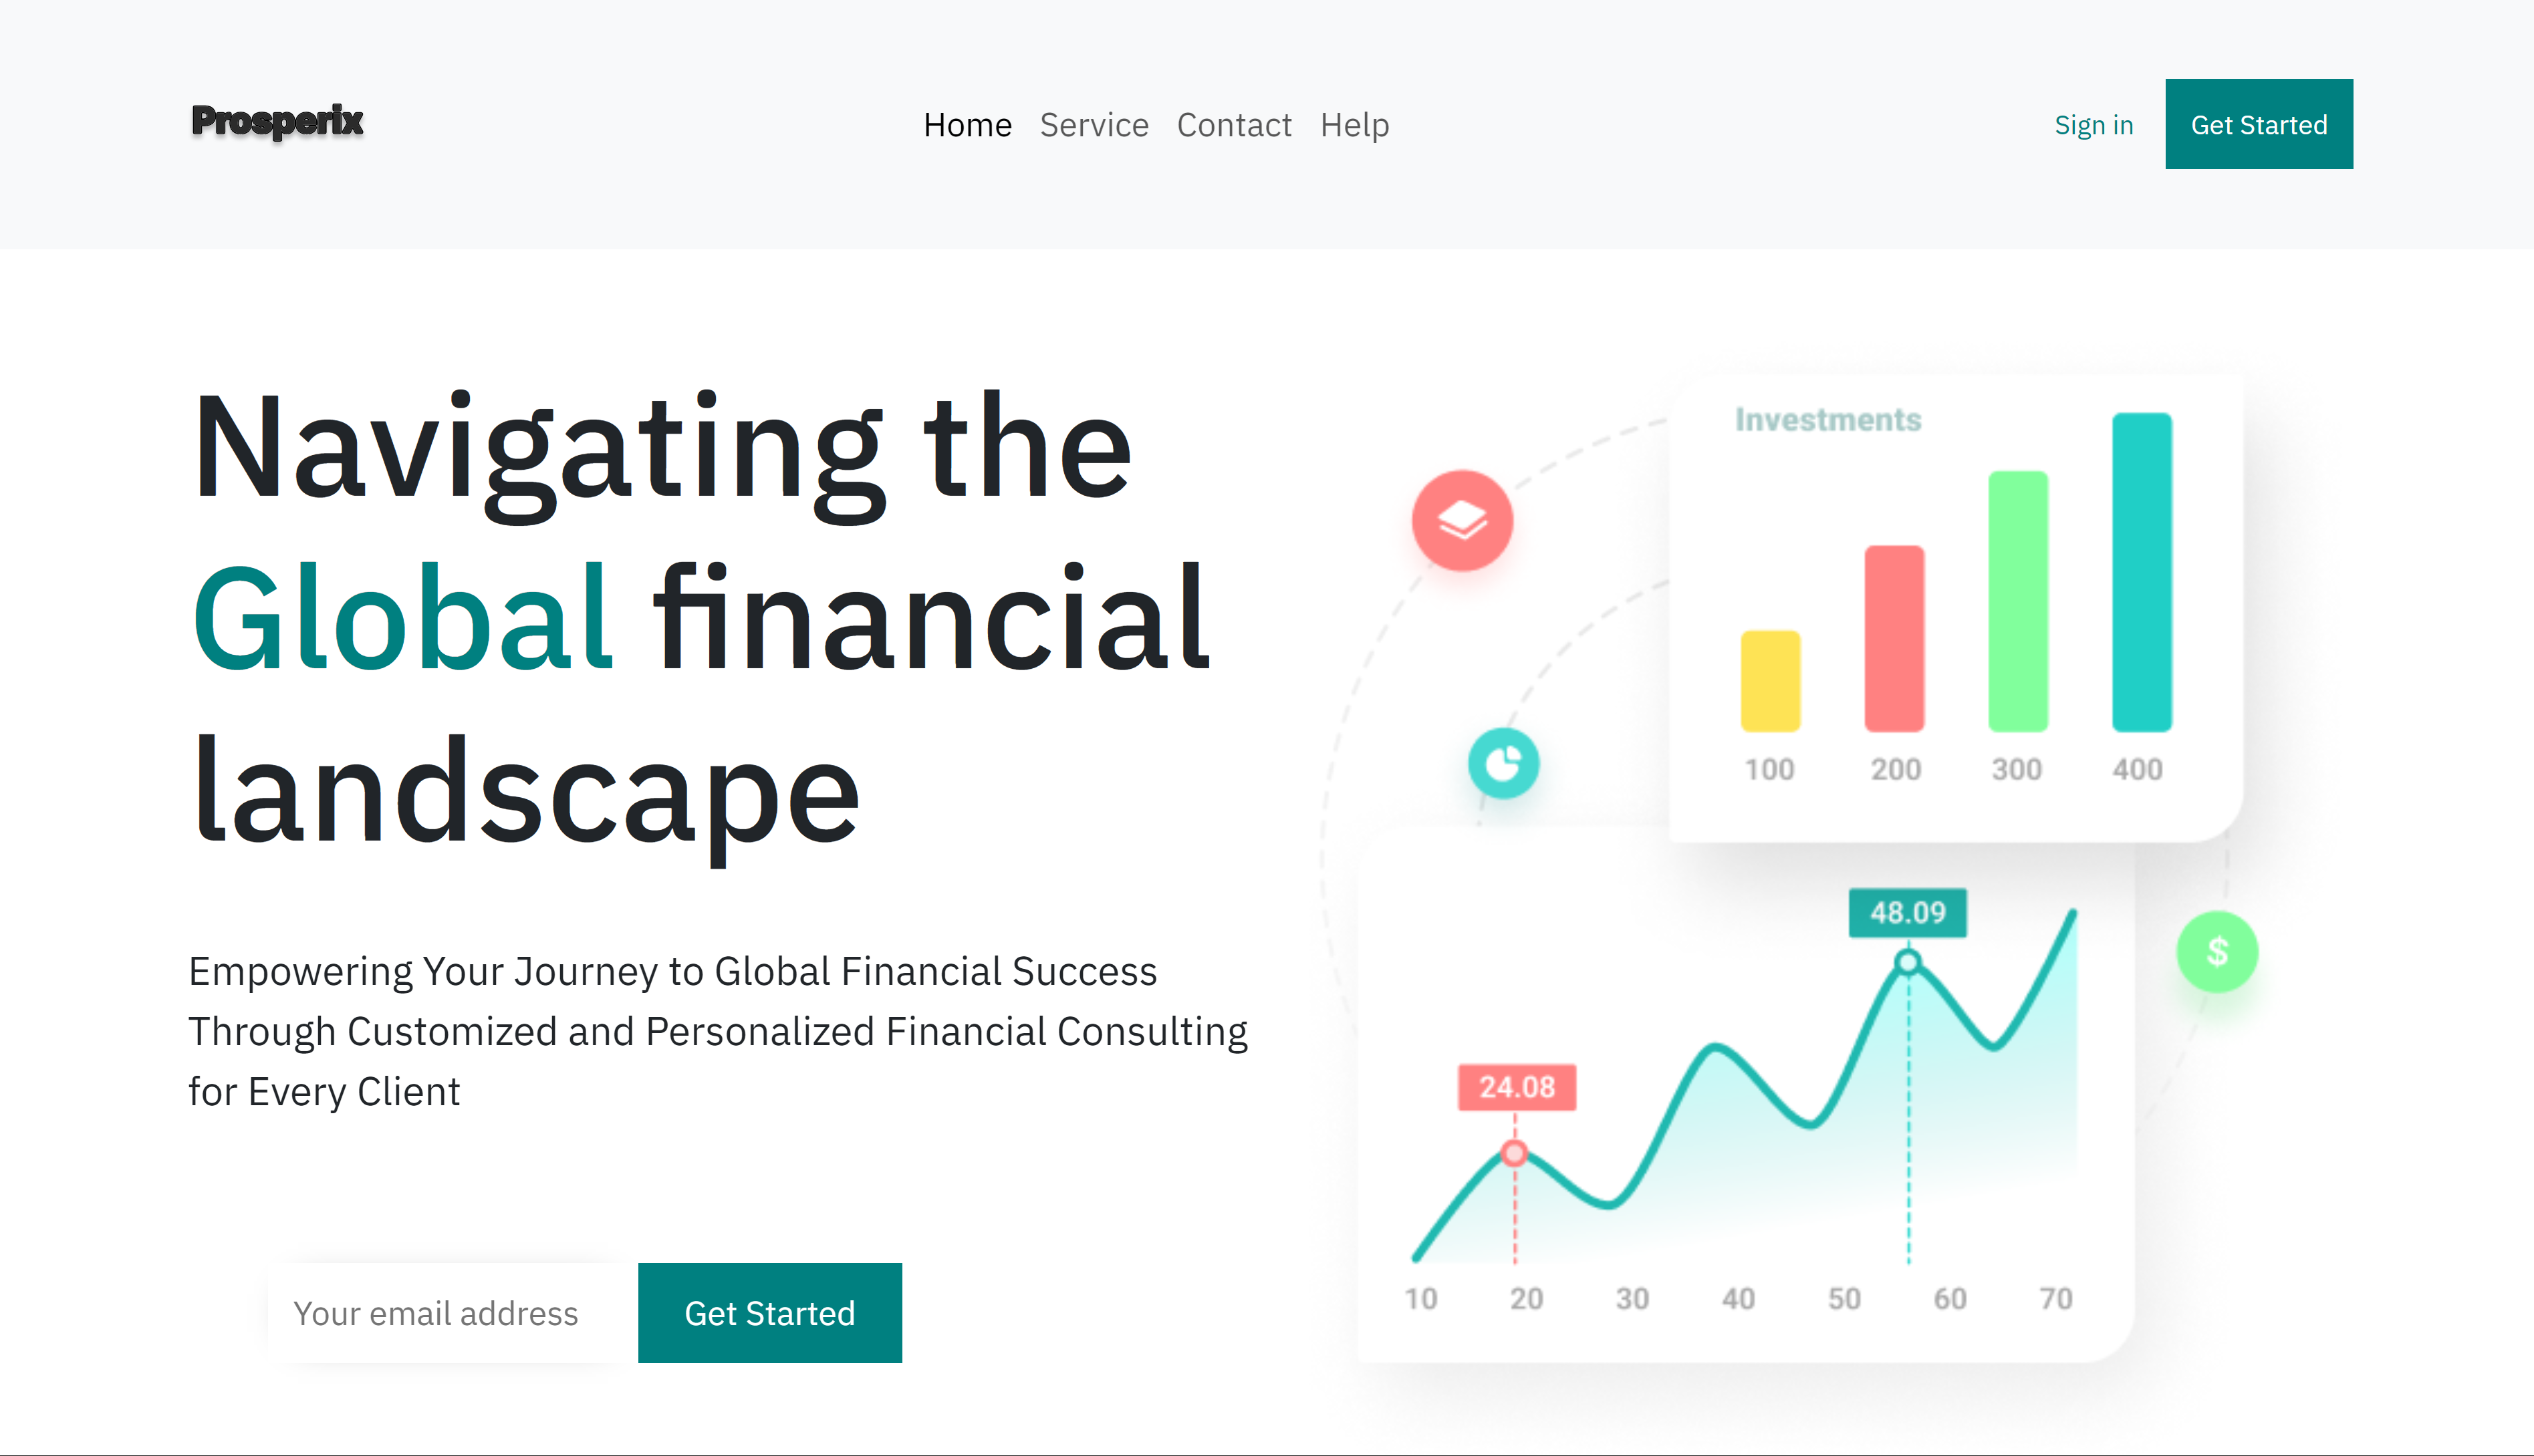 Prosperix
Home Service Contact Help
Sign in
Get Started
Navigating the
Global financial
landscape
Empowering Your Journey to Global Financial Success
Through Customized and Personalized Financial Consulting
for Every Client
Your email address
Get Started
Investments
100 200 300 400
48.09
$
24.08
10 20 30 40 50 60 70